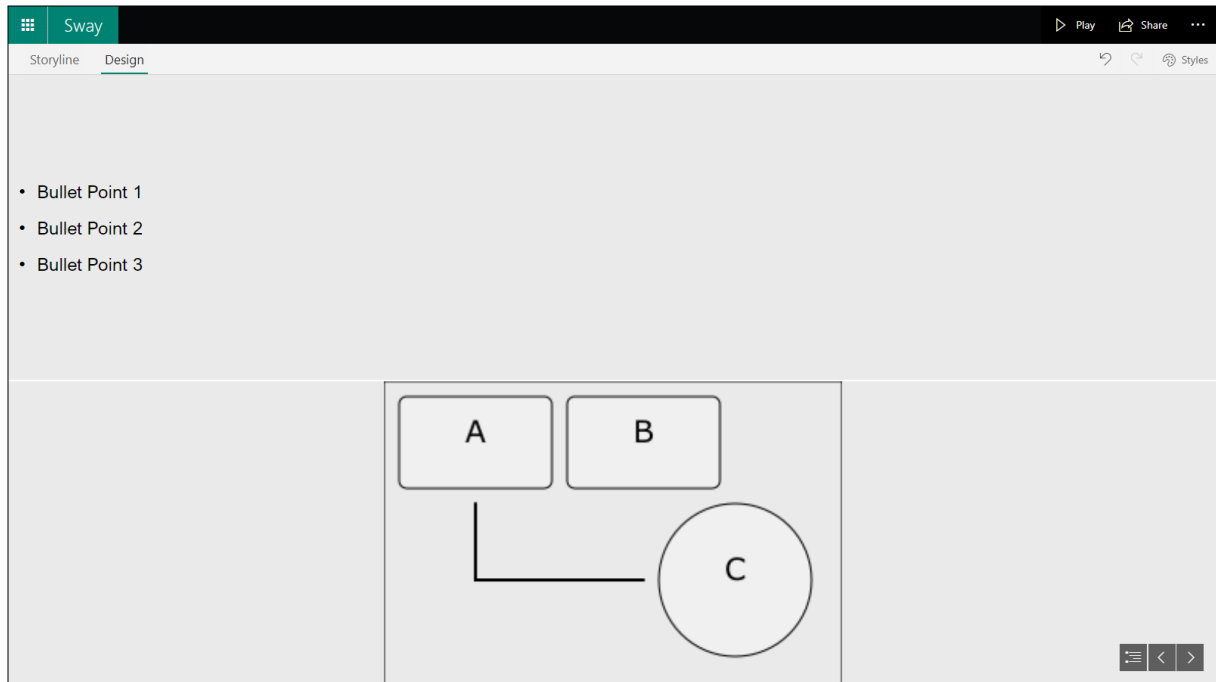 Sway Play Share ...
Storyline Design Styles
• Bullet Point 1
• Bullet Point 2
• Bullet Point 3
A B
C